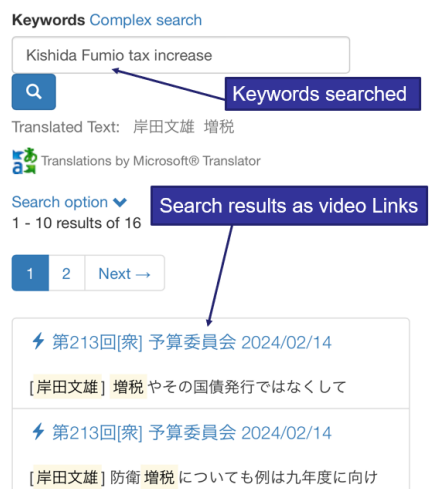 Keywords Complex search
Kishida Fumio tax increase
Keywords searched
Translated Text: 岸田文雄 増税
Translations by Microsoft® Translator
Search option
Search results as video Links
1 - 10 results of 16
1 2 Next →
第213回[衆] 予算委員会 2024/02/14
[岸田文雄] 増税やその国債発行ではなくして
第213回[衆] 予算委員会 2024/02/14
[岸田文雄] 防衛増税についても例は九年度に向け